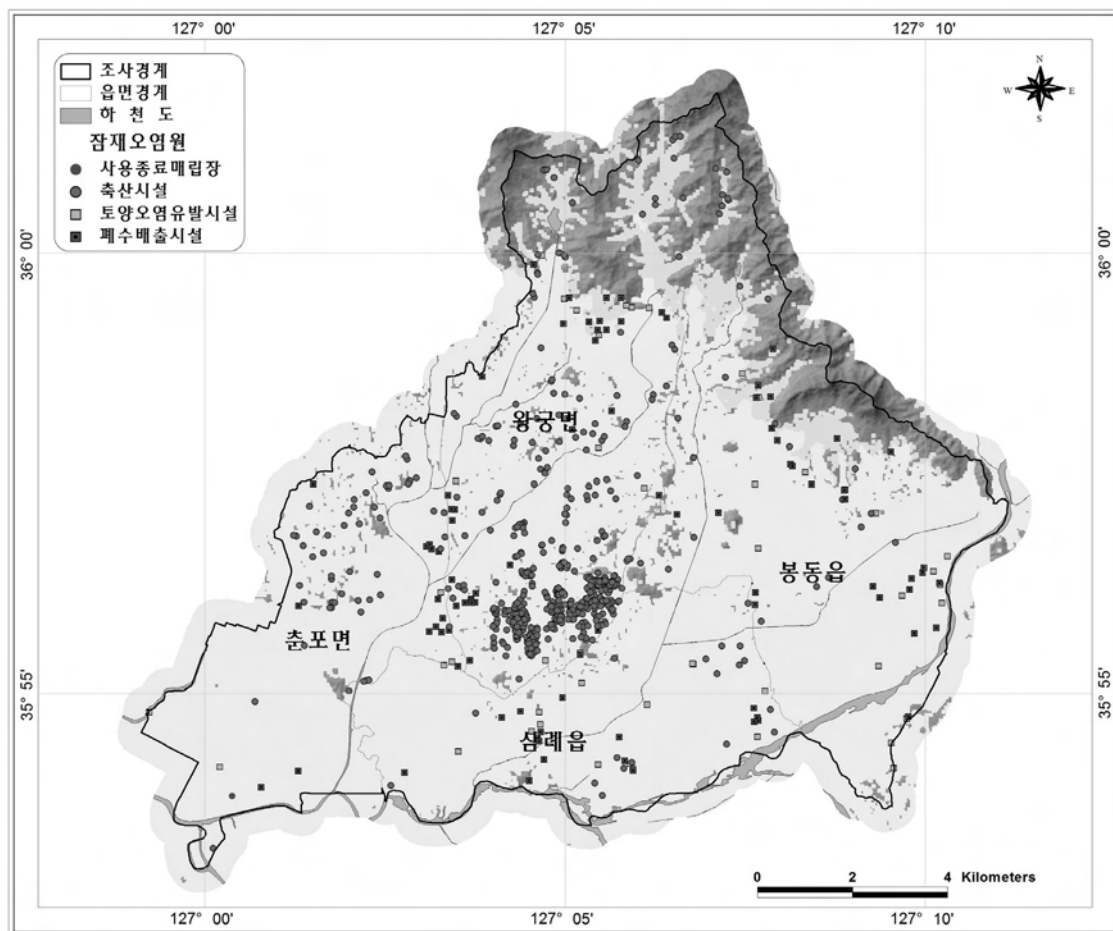 127° 00' 127° 05' 127° 10'
조사경계
읍면경계
하 천 도
잠재오염원
사용종료매립장
축산시설
토양오염유발시설
폐수배출시설
N
W E
S
36° 00' 36° 00'
왕궁면
봉동읍
춘포면
35° 55' 35° 55'
삼례읍
0 2 4 Kilometers
127° 00' 127° 05' 127° 10'